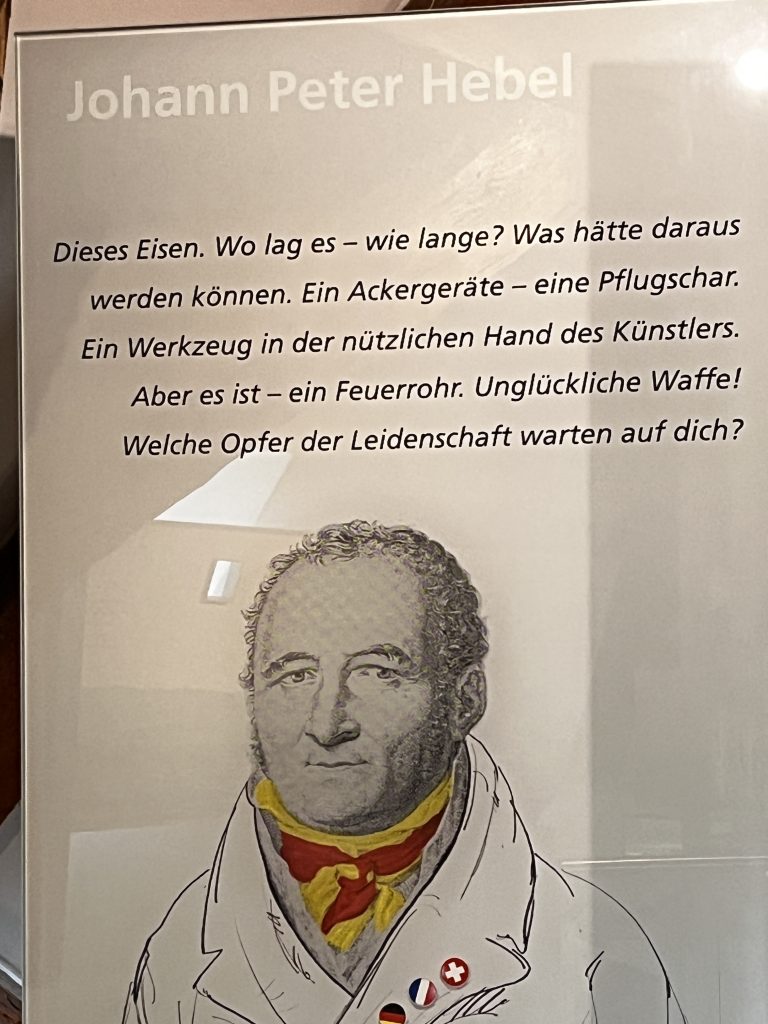 Johann Peter Hebel
Dieses Eisen. Wo lag es – wie lange? Was hätte daraus
werden können. Ein Ackergeräte – eine Pflugschar.
Ein Werkzeug in der nützlichen Hand des Künstlers.
Aber es ist – ein Feuerrohr. Unglückliche Waffe!
Welche Opfer der Leidenschaft warten auf dich?